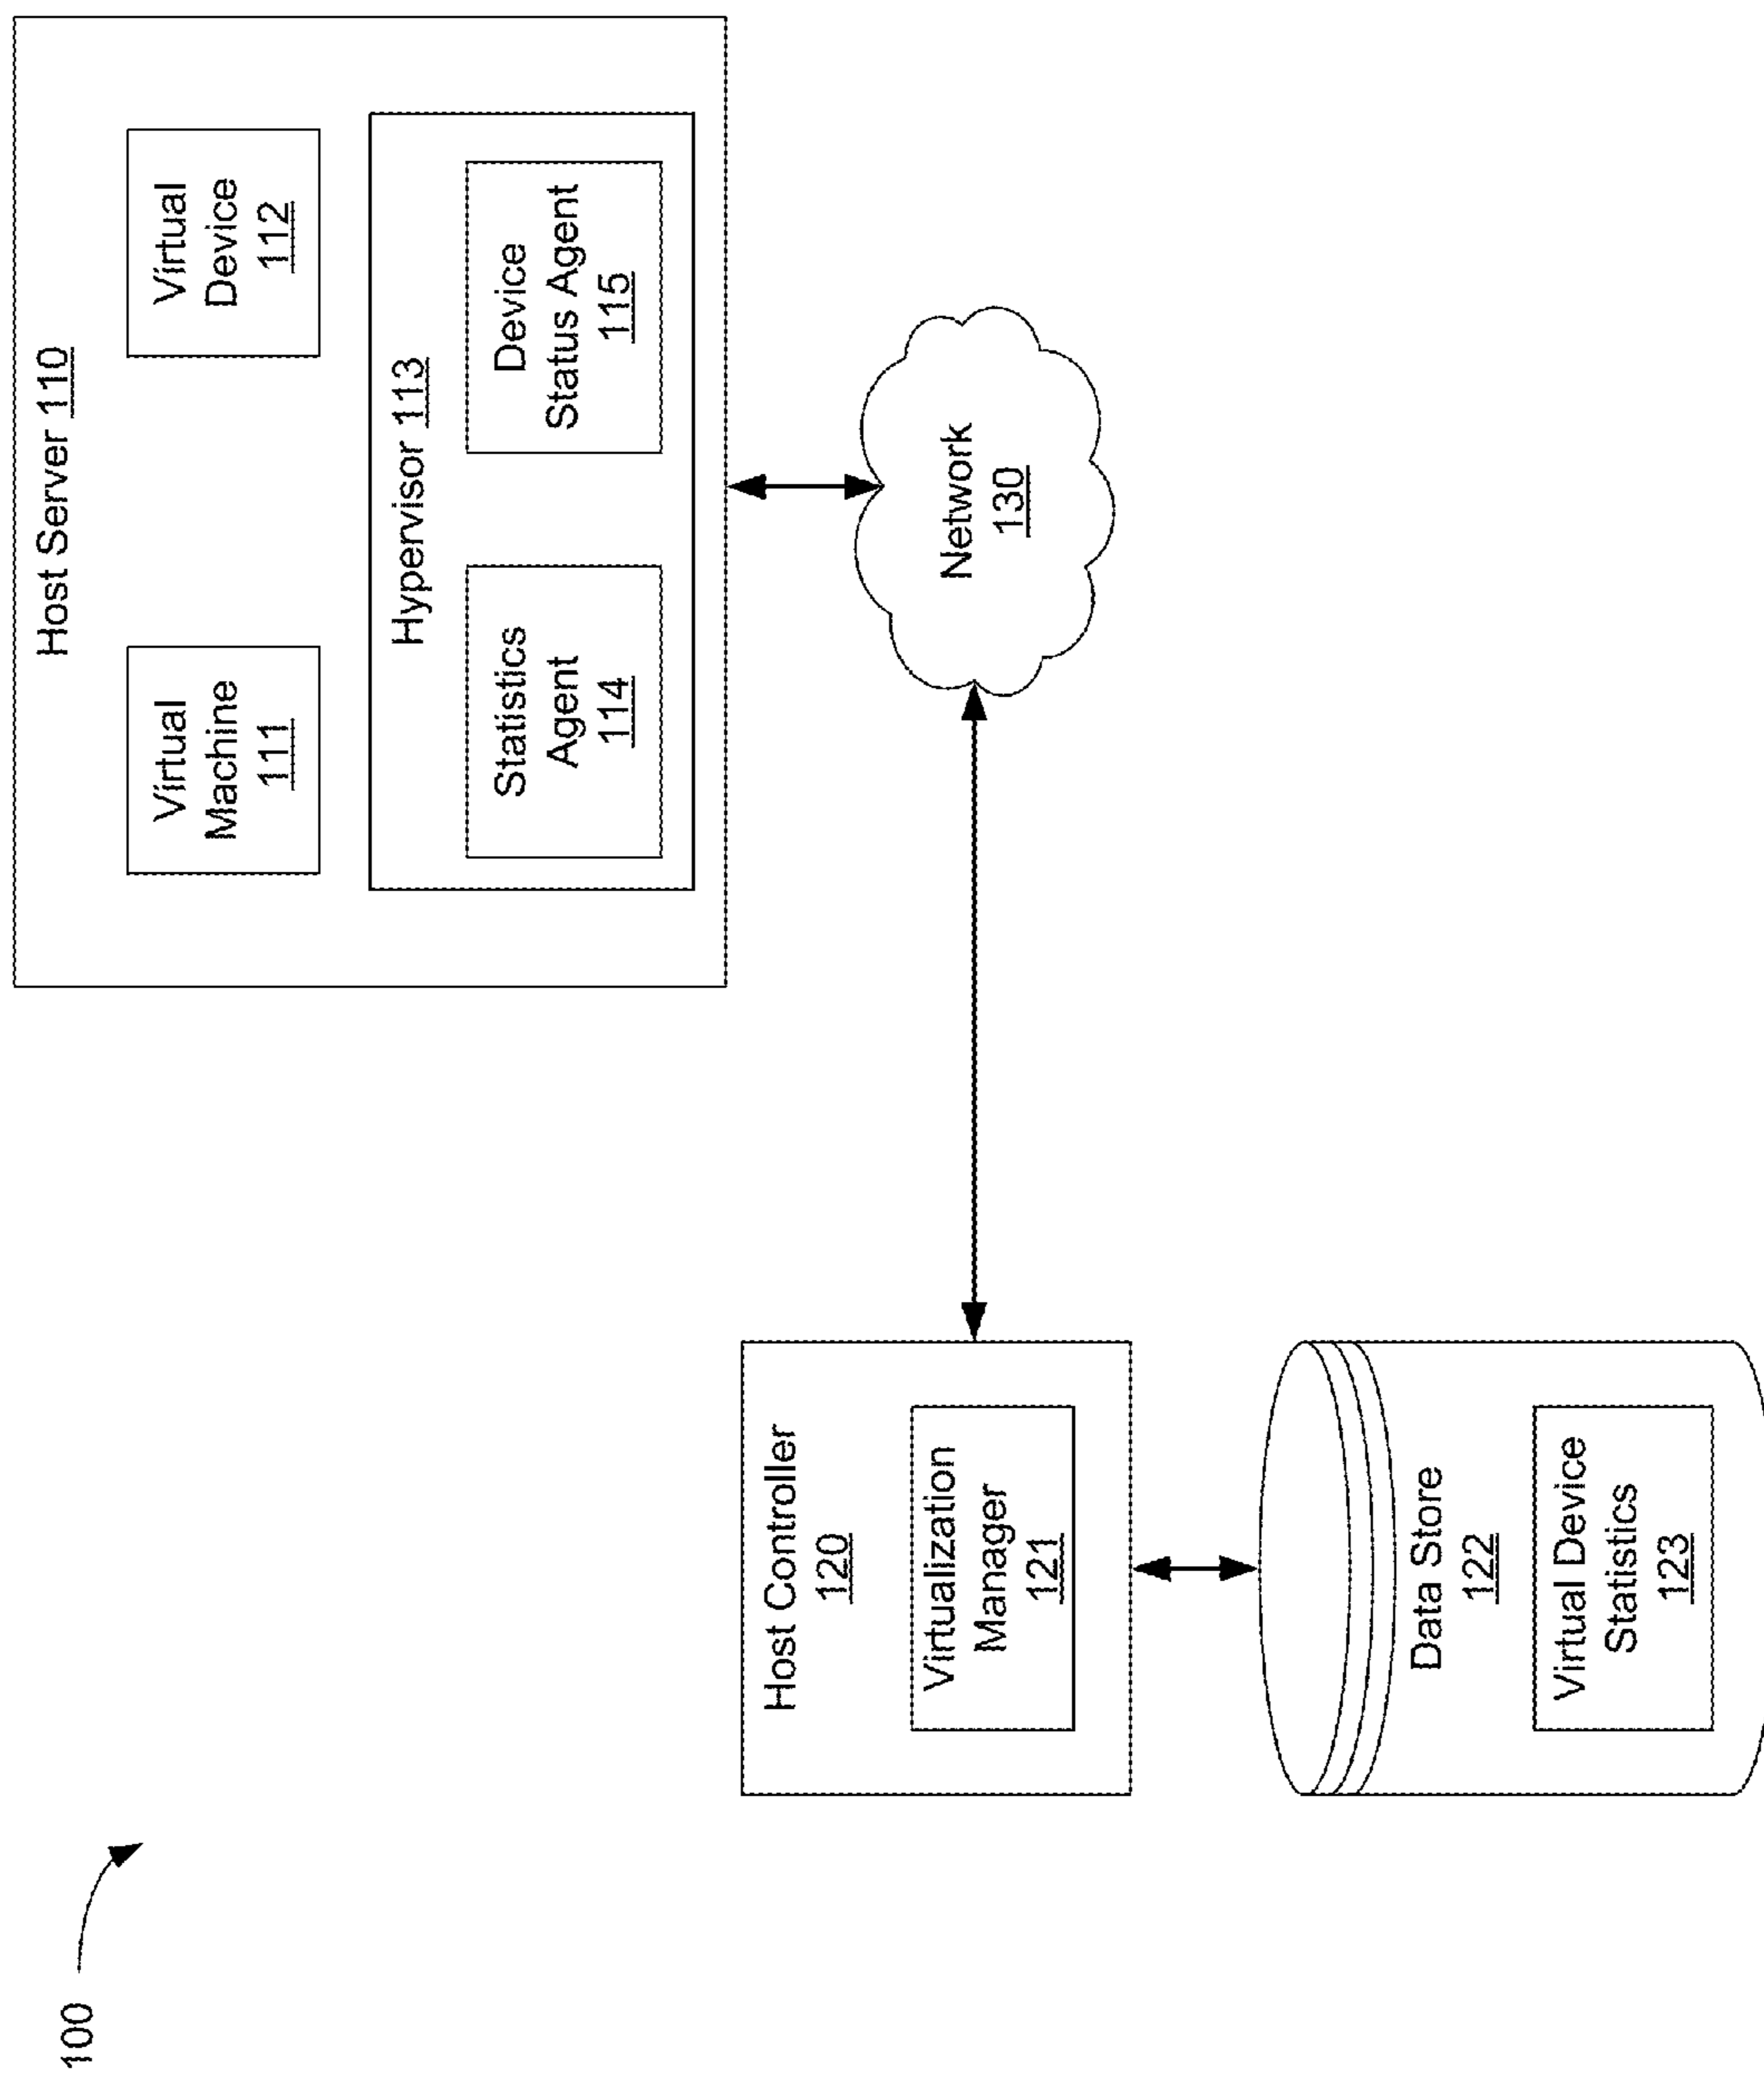 100
Host Controller
120
Virtualization
Manager
121
Data Store
122
Virtual Device
Statistics
123
Host Server 110
Virtual
Machine
111
Virtual
Device
112
Hypervisor 113
Statistics
Agent
114
Device
Status Agent
115
Network
130